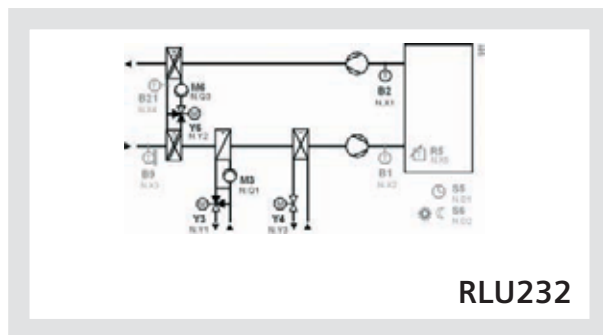 M6
N.Q3
B21
N.X4
B2
N.X1
Y6
N.Y2
B9
N.X3
M3
N.Q1
B1
N.X2
R5
N.X5
Y3
N.Y1
Y4
N.Y3
S5
N.D1
S6
N.D2
RLU232